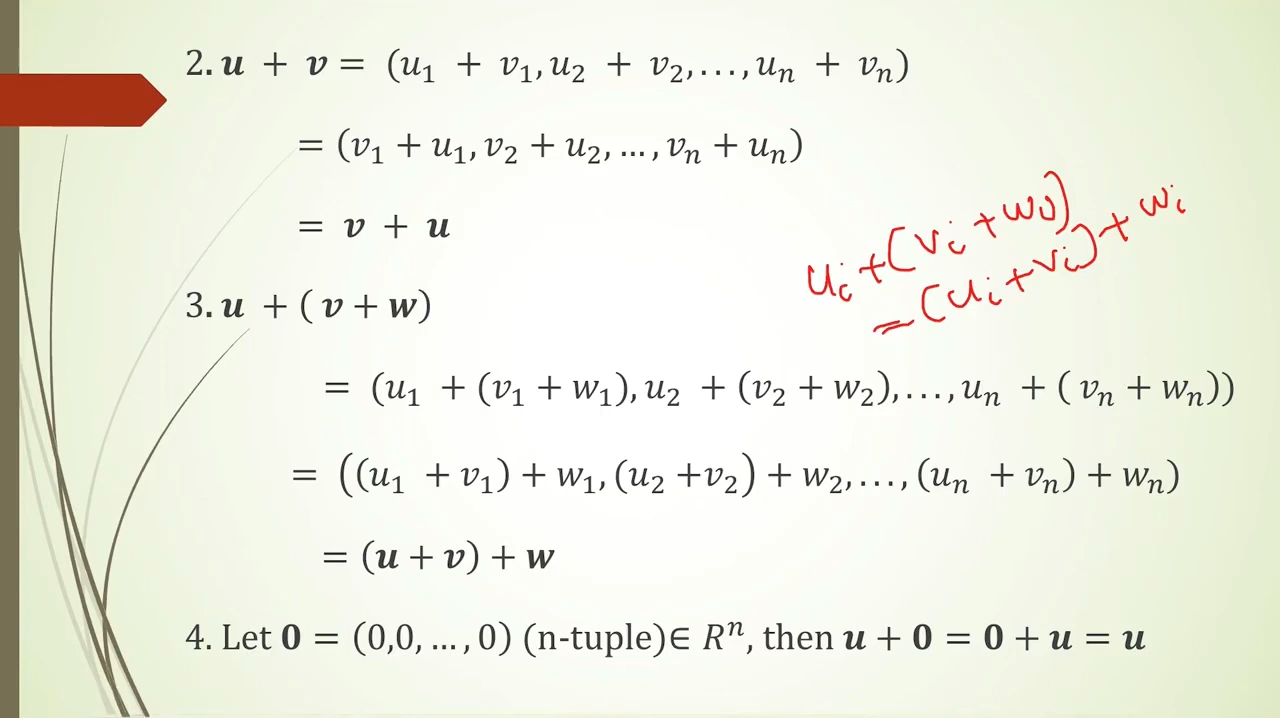 2. u + v = (u₁ + v₁, u₂ + v₂, . . . , uₙ + vₙ)
= (v₁ + u₁, v₂ + u₂, ... , vₙ + uₙ)
= v + u
uᵢ + (vᵢ + wᵢ)
= (uᵢ + vᵢ) + wᵢ
3. u + ( v + w)
= (u₁ + (v₁ + w₁), u₂ + (v₂ + w₂), . . . , uₙ + ( vₙ + wₙ))
= ((u₁ + v₁) + w₁, (u₂ +v₂) + w₂, . . . , (uₙ + vₙ) + wₙ)
= (u + v) + w
4. Let 0 = (0,0, ... , 0) (n-tuple)∈ Rⁿ, then u + 0 = 0 + u = u